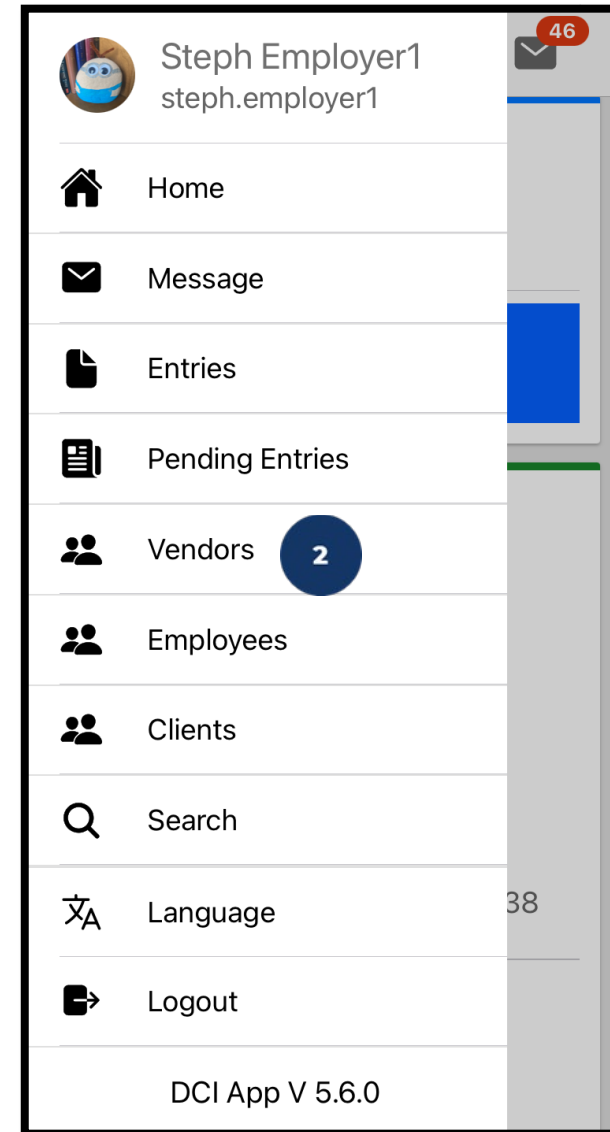 Steph Employer1
46
steph.employer1
Home
Message
Entries
Pending Entries
Vendors 2
Employees
Clients
Search
Language
38
Logout
DCI App V 5.6.0